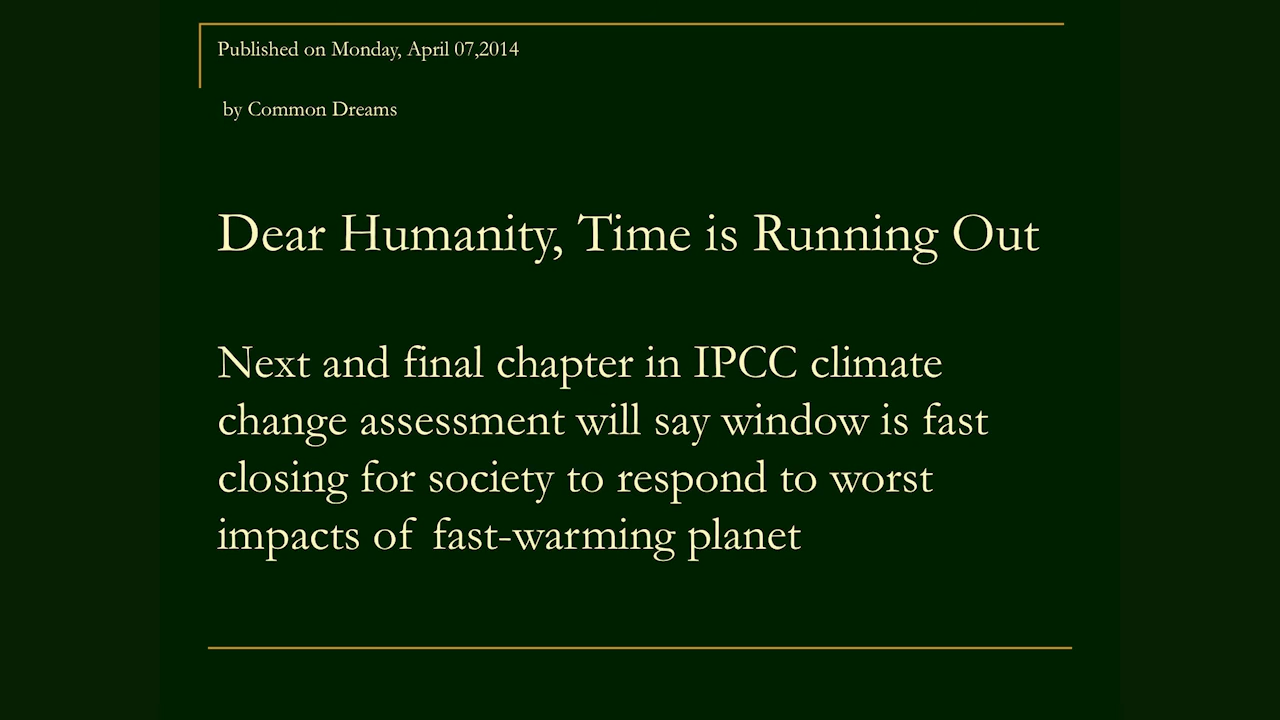 Published on Monday, April 07,2014
by Common Dreams
Dear Humanity, Time is Running Out
Next and final chapter in IPCC climate
change assessment will say window is fast
closing for society to respond to worst
impacts of fast-warming planet